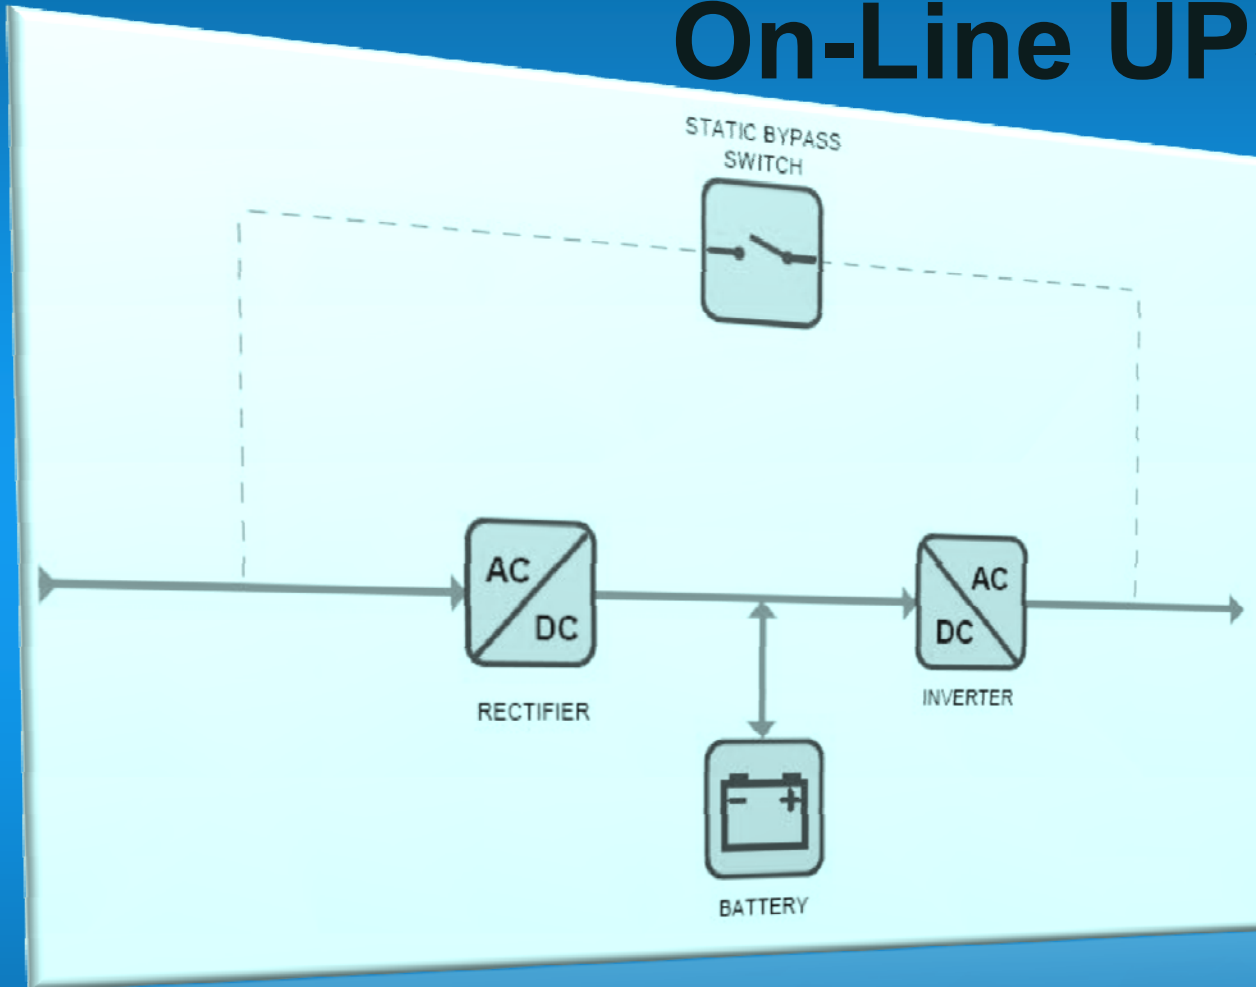 On-Line UP
STATIC BYPASS
SWITCH
AC
DC
AC
DC
RECTIFIER
INVERTER
- +
BATTERY